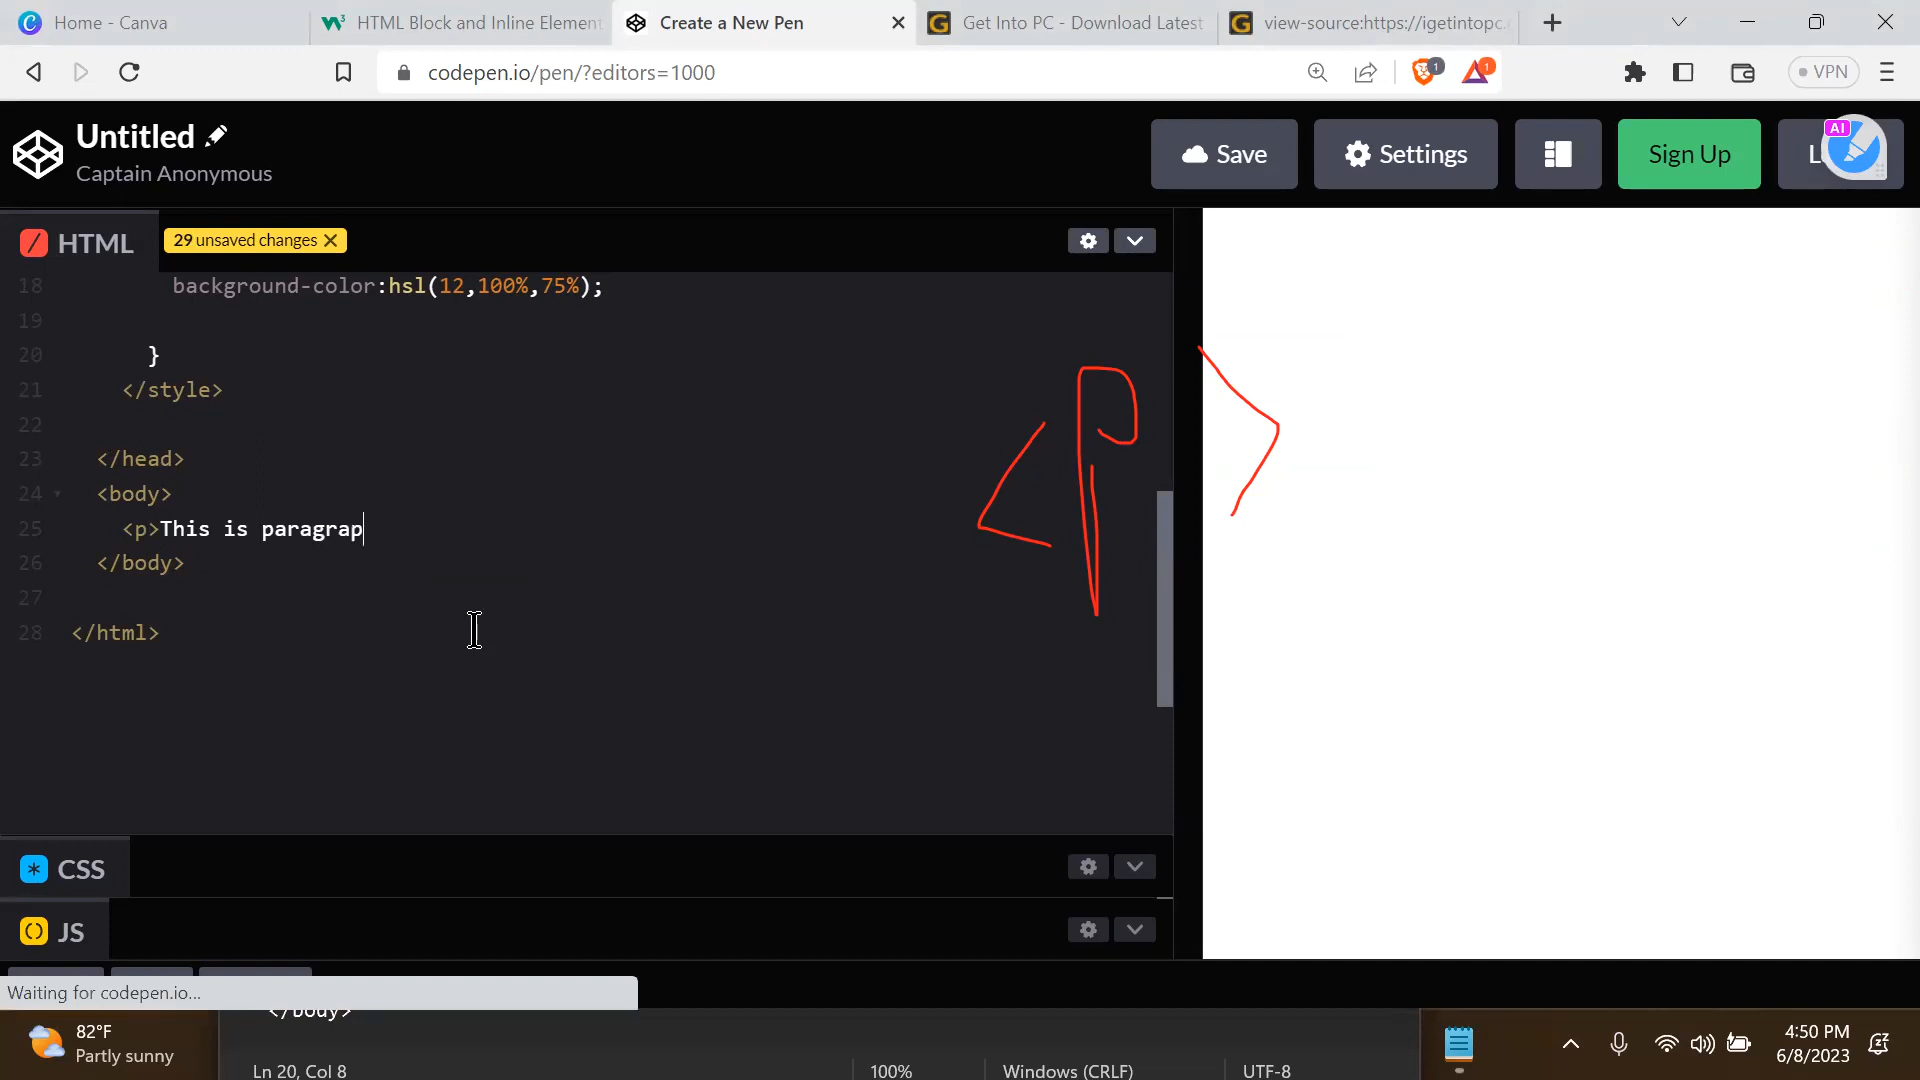 Home - Canva
HTML Block and Inline Element
Create a New Pen
Get Into PC - Download Latest
view-source:https://igetintopc.c
codepen.io/pen/?editors=1000
1
1
VPN
Untitled
Captain Anonymous
Save
Settings
Sign Up
L
AI
HTML
29 unsaved changes
18 background-color:hsl(12,100%,75%);
19
20 }
21 </style>
22
23 </head>
24 <body>
25 <p>This is paragrap
26 </body>
27
28 </html>
<P>
CSS
JS
Waiting for codepen.io...
</body>
82°F
Partly sunny
Ln 20, Col 8
100%
Windows (CRLF)
UTF-8
4:50 PM
6/8/2023